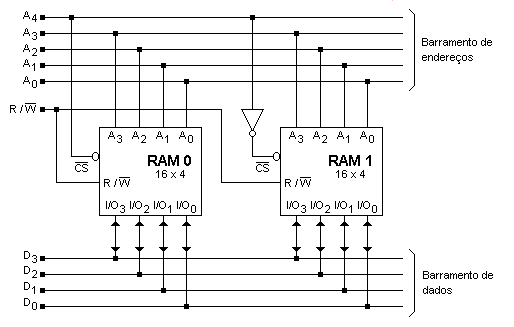 A4
A3
A2
A1
A0
Barramento de
endereços
R / W̅
A3 A2 A1 A0
RAM 0
16 x 4
C̅S̅
R / W̅
I/O3 I/O2 I/O1 I/O0
A3 A2 A1 A0
RAM 1
16 x 4
C̅S̅
R / W̅
I/O3 I/O2 I/O1 I/O0
D3
D2
D1
D0
Barramento de
dados